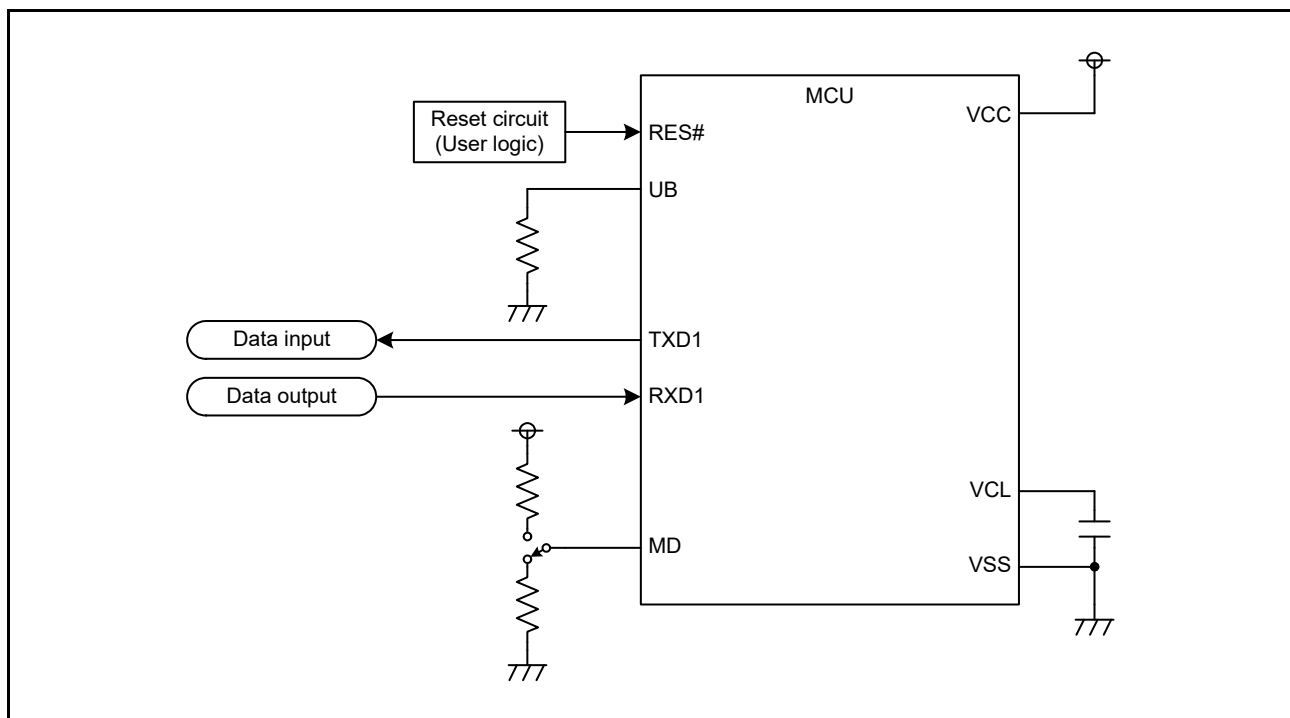 MCU
VCC
Reset circuit
(User logic)
RES#
UB
Data input
TXD1
Data output
RXD1
VCL
MD
VSS